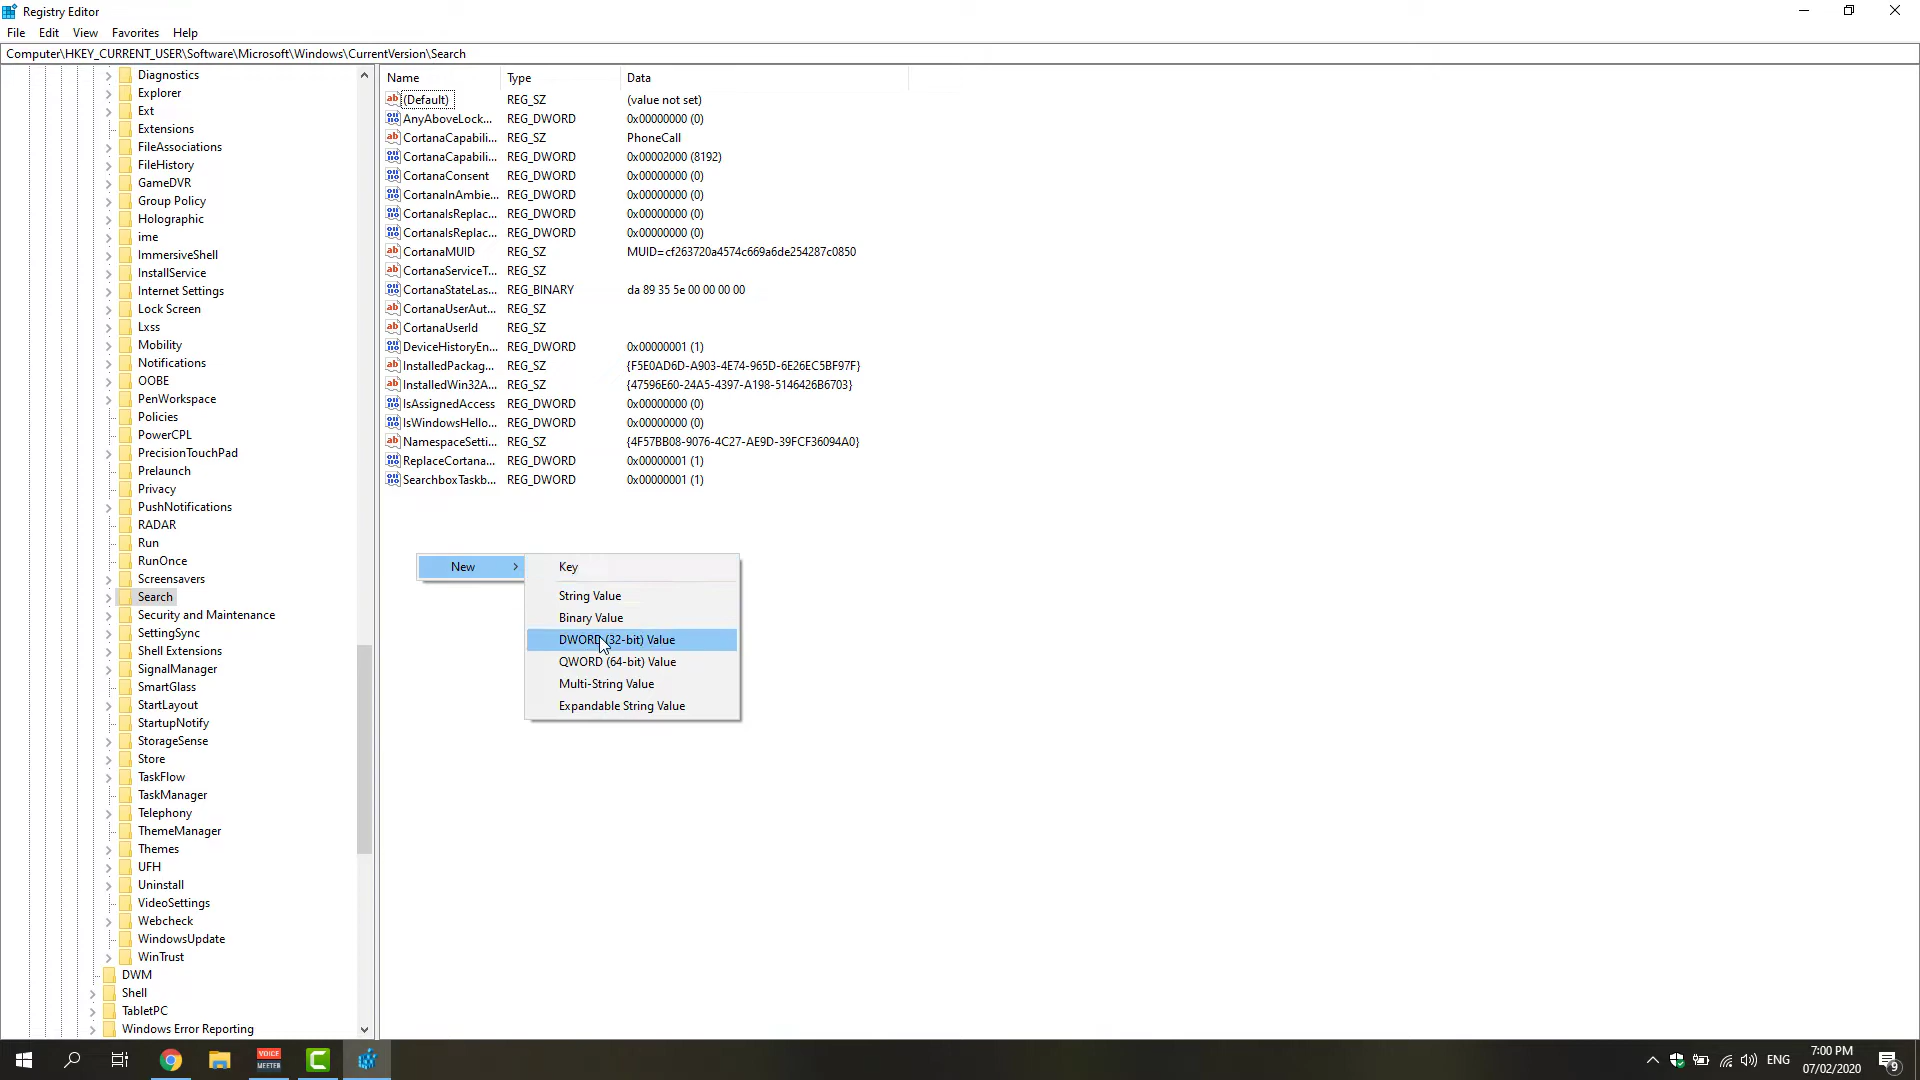 Registry Editor
File Edit View Favorites Help
Computer\HKEY_CURRENT_USER\Software\Microsoft\Windows\CurrentVersion\Search
Diagnostics
Explorer
Ext
Extensions
FileAssociations
FileHistory
GameDVR
Group Policy
Holographic
ime
ImmersiveShell
InstallService
Internet Settings
Lock Screen
Lxss
Mobility
Notifications
OOBE
PenWorkspace
Policies
PowerCPL
PrecisionTouchPad
Prelaunch
Privacy
PushNotifications
RADAR
Run
RunOnce
Screensavers
Search
Security and Maintenance
SettingSync
Shell Extensions
SignalManager
SmartGlass
StartLayout
StartupNotify
StorageSense
Store
TaskFlow
TaskManager
Telephony
ThemeManager
Themes
UFH
Uninstall
VideoSettings
Webcheck
WindowsUpdate
WinTrust
DWM
Shell
TabletPC
Windows Error Reporting
Name Type Data
(Default) REG_SZ (value not set)
AnyAboveLock... REG_DWORD 0x00000000 (0)
CortanaCapabili... REG_SZ PhoneCall
CortanaCapabili... REG_DWORD 0x00002000 (8192)
CortanaConsent REG_DWORD 0x00000000 (0)
CortanaInAmbie... REG_DWORD 0x00000000 (0)
CortanaIsReplac... REG_DWORD 0x00000000 (0)
CortanaIsReplac... REG_DWORD 0x00000000 (0)
CortanaMUID REG_SZ MUID=cf263720a4574c669a6de254287c0850
CortanaServiceT... REG_SZ
CortanaStateLas... REG_BINARY da 89 35 5e 00 00 00 00
CortanaUserAut... REG_SZ
CortanaUserId REG_SZ
DeviceHistoryEn... REG_DWORD 0x00000001 (1)
InstalledPackag... REG_SZ {F5E0AD6D-A903-4E74-965D-6E26EC5BF97F}
InstalledWin32A... REG_SZ {47596E60-24A5-4397-A198-5146426B6703}
IsAssignedAccess REG_DWORD 0x00000000 (0)
IsWindowsHello... REG_DWORD 0x00000000 (0)
NamespaceSetti... REG_SZ {4F57BB08-9076-4C27-AE9D-39FCF36094A0}
ReplaceCortana... REG_DWORD 0x00000001 (1)
SearchboxTaskb... REG_DWORD 0x00000001 (1)
New
Key
String Value
Binary Value
DWORD (32-bit) Value
QWORD (64-bit) Value
Multi-String Value
Expandable String Value
VOICE
MEETER
ENG
7:00 PM
07/02/2020
9